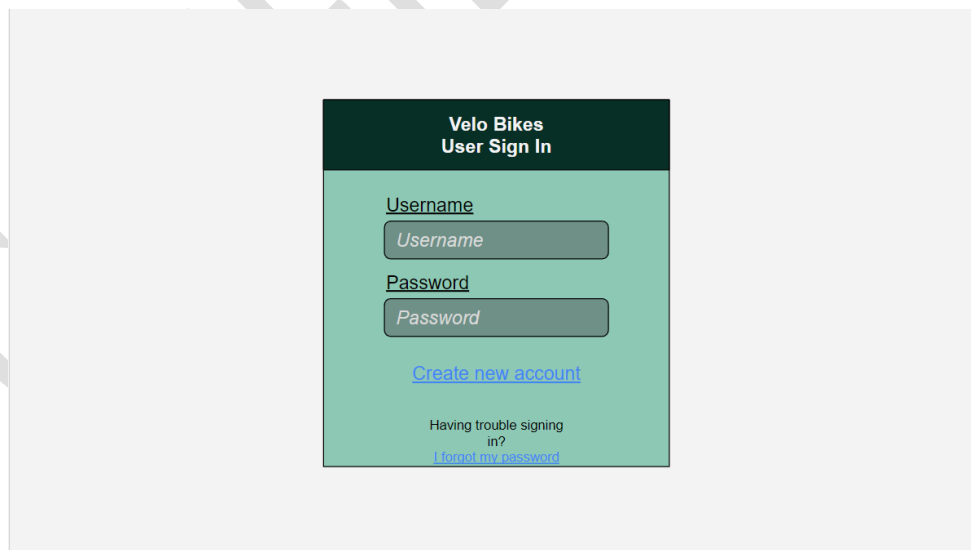 Velo Bikes
User Sign In
Username
Username
Password
Password
Create new account
Having trouble signing
in?
I forgot my password